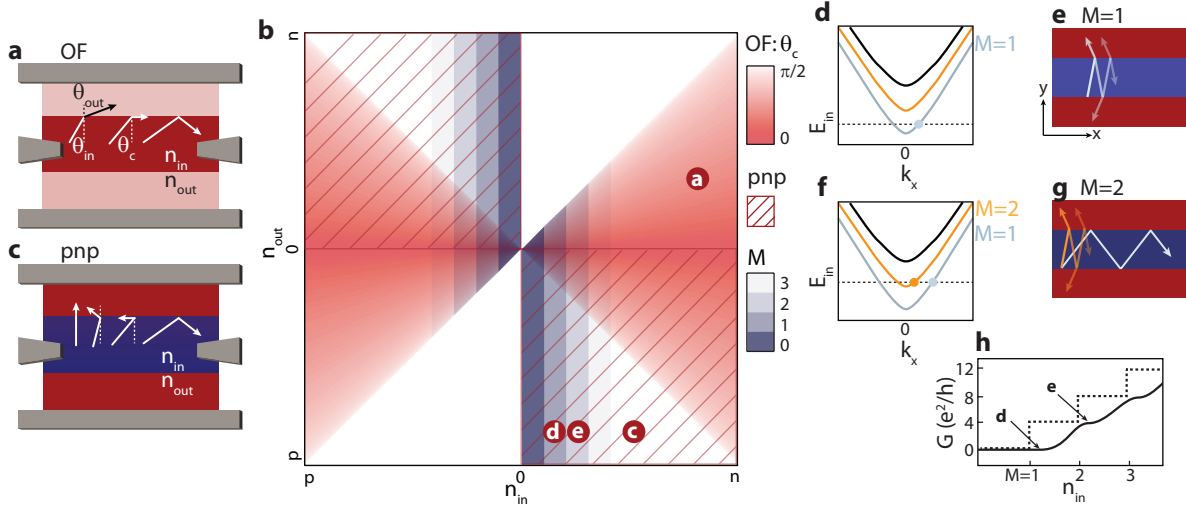 a OF
θout
θin
θc
nin
nout
c pnp
nin
nout
b
n
nout
0
p
p
0
nin
n
a
d
e
c
OF: θc
π/2
0
pnp
M
3
2
1
0
d
M=1
Ein
0
kx
e M=1
y
x
f
M=2
M=1
Ein
0
kx
g M=2
h
G (e²/h)
12
8
4
0
d
e
M=1 2 3
nin